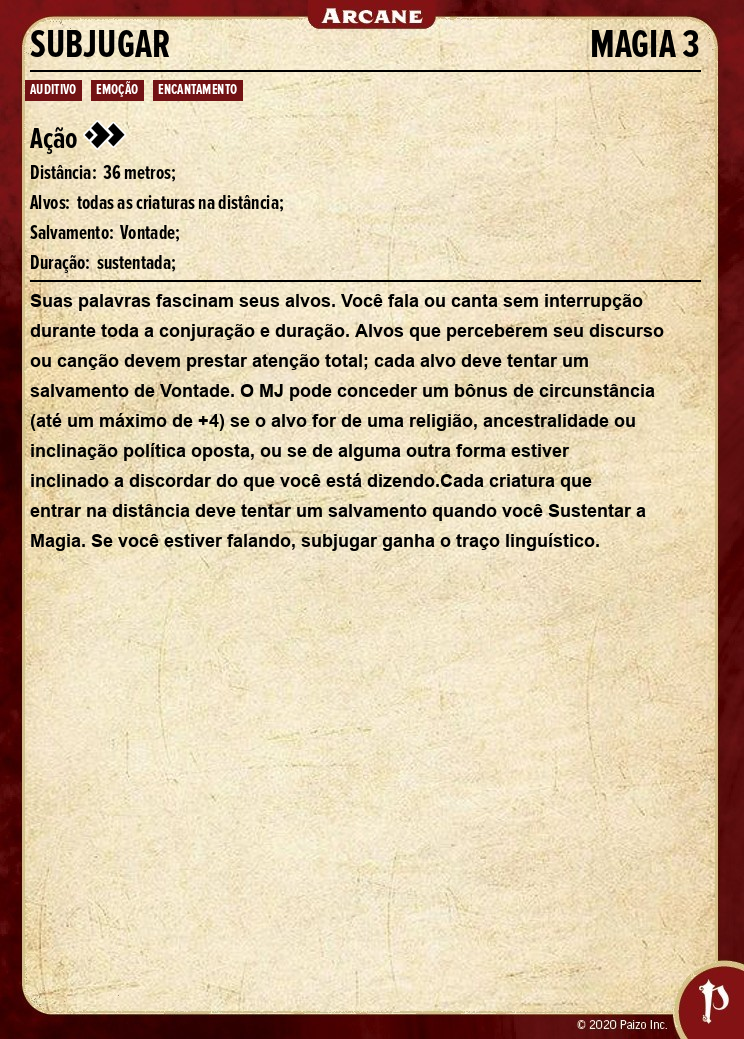 ARCANE
SUBJUGAR MAGIA 3
AUDITIVO EMOÇÃO ENCANTAMENTO
Ação
Distância: 36 metros;
Alvos: todas as criaturas na distância;
Salvamento: Vontade;
Duração: sustentada;
Suas palavras fascinam seus alvos. Você fala ou canta sem interrupção
durante toda a conjuração e duração. Alvos que perceberem seu discurso
ou canção devem prestar atenção total; cada alvo deve tentar um
salvamento de Vontade. O MJ pode conceder um bônus de circunstância
(até um máximo de +4) se o alvo for de uma religião, ancestralidade ou
inclinação política oposta, ou se de alguma outra forma estiver
inclinado a discordar do que você está dizendo.Cada criatura que
entrar na distância deve tentar um salvamento quando você Sustentar a
Magia. Se você estiver falando, subjugar ganha o traço linguístico.
© 2020 Paizo Inc.